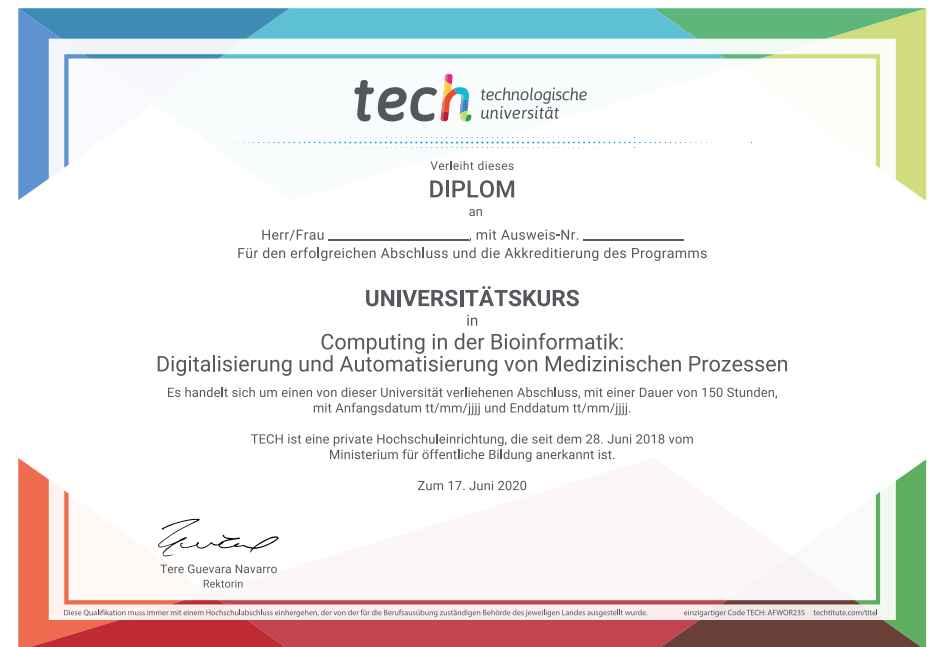 tech technologische
universität
Verleiht dieses
DIPLOM
an
Herr/Frau ____________________, mit Ausweis-Nr. ______________
Für den erfolgreichen Abschluss und die Akkreditierung des Programms
UNIVERSITÄTSKURS
in
Computing in der Bioinformatik:
Digitalisierung und Automatisierung von Medizinischen Prozessen
Es handelt sich um einen von dieser Universität verliehenen Abschluss, mit einer Dauer von 150 Stunden,
mit Anfangsdatum tt/mm/jjjj und Enddatum tt/mm/jjjj.
TECH ist eine private Hochschuleinrichtung, die seit dem 28. Juni 2018 vom
Ministerium für öffentliche Bildung anerkannt ist.
Zum 17. Juni 2020
Tere Guevara Navarro
Rektorin
Diese Qualifikation muss immer mit einem Hochschulabschluss einhergehen, der von der für die Berufsausübung zuständigen Behörde des jeweiligen Landes ausgestellt wurde. einzigartiger Code TECH: AFWOR23S techtitute.com/titel